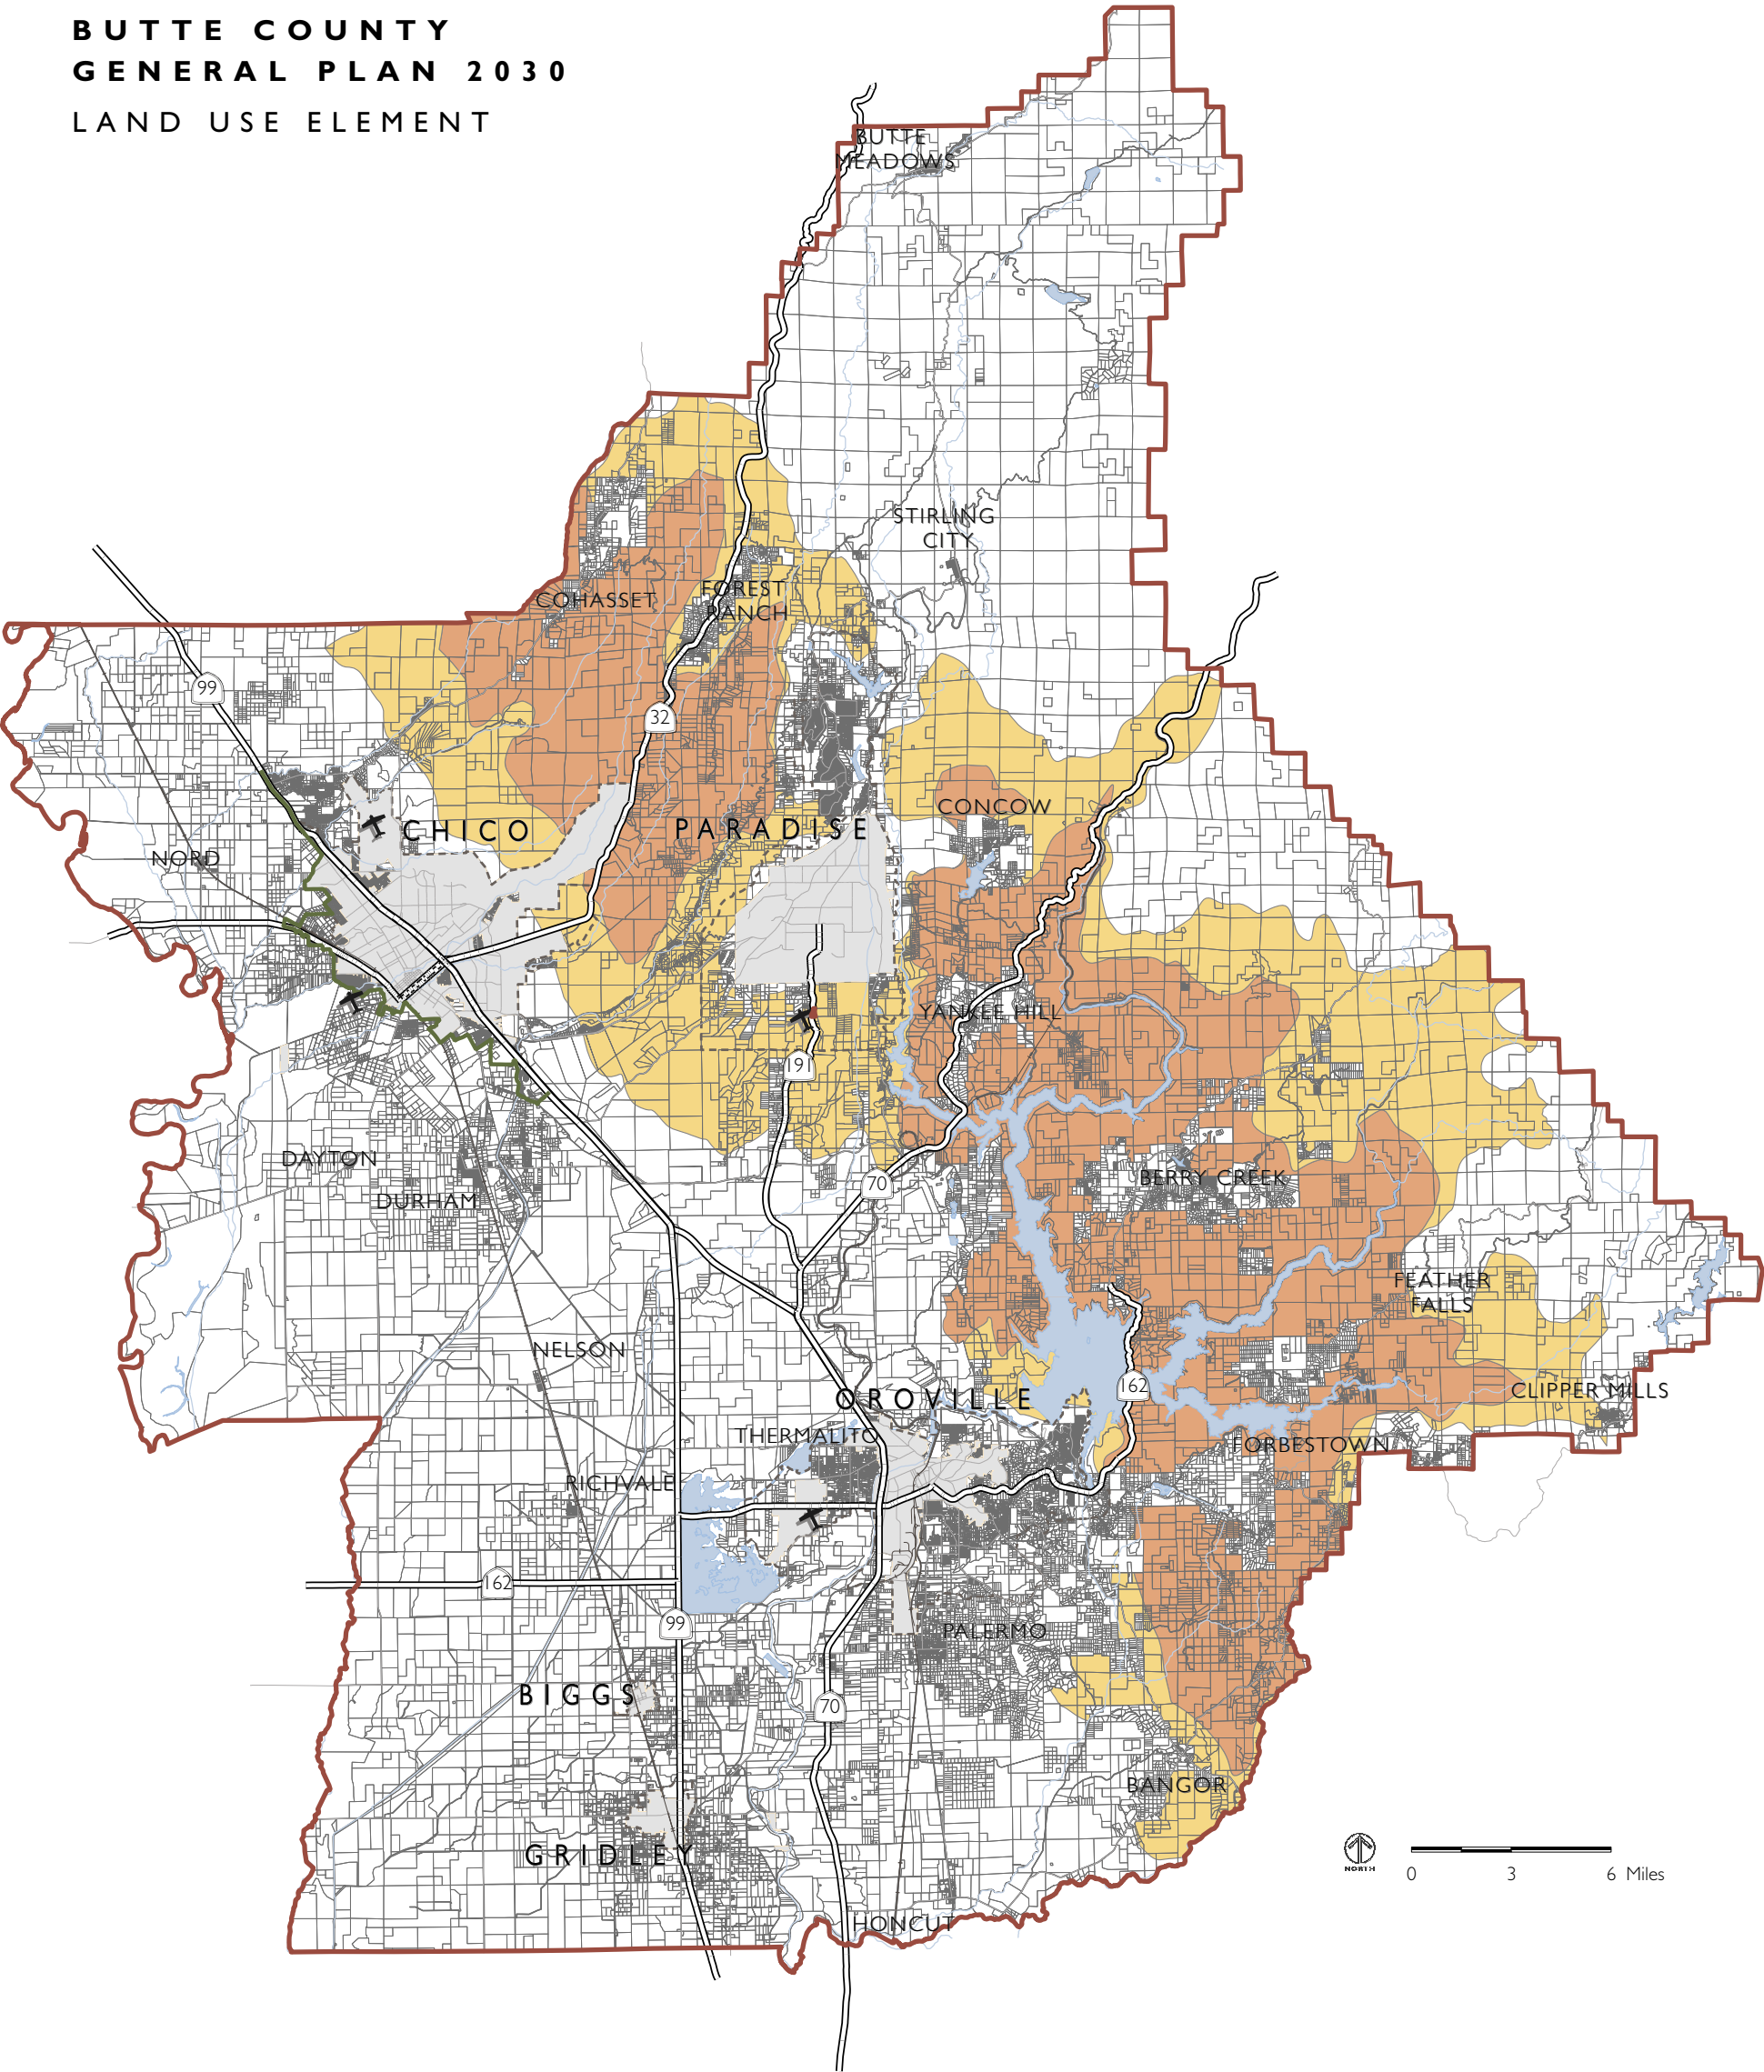 BUTTE COUNTY
GENERAL PLAN 2030
LAND USE ELEMENT
BUTTE
MEADOWS
STIRLING
CITY
FOREST
RANCH
COHASSET
99
32
CONCOW
CHICO
PARADISE
NORD
YANKEE HILL
191
DAYTON
BERRY CREEK
70
DURHAM
FEATHER
FALLS
NELSON
162
CLIPPER MILLS
OROVILLE
THERMALITO
FORBESTOWN
RICHVALE
162
99
PALERMO
BIGGS
70
BANGOR
GRIDLEY
NORTH
0 3 6 Miles
HONCUT